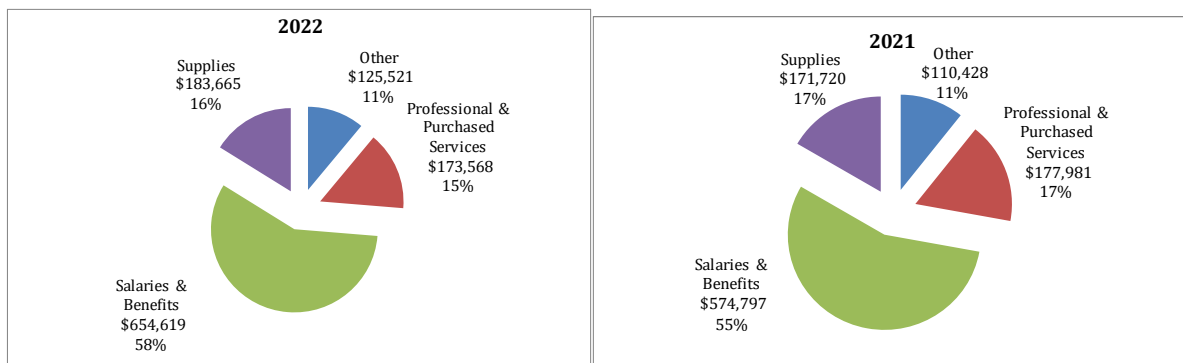 2022
Supplies
$183,665
16%
Other
$125,521
11%
Professional &
Purchased
Services
$173,568
15%
Salaries &
Benefits
$654,619
58%
2021
Supplies
$171,720
17%
Other
$110,428
11%
Professional &
Purchased
Services
$177,981
17%
Salaries &
Benefits
$574,797
55%